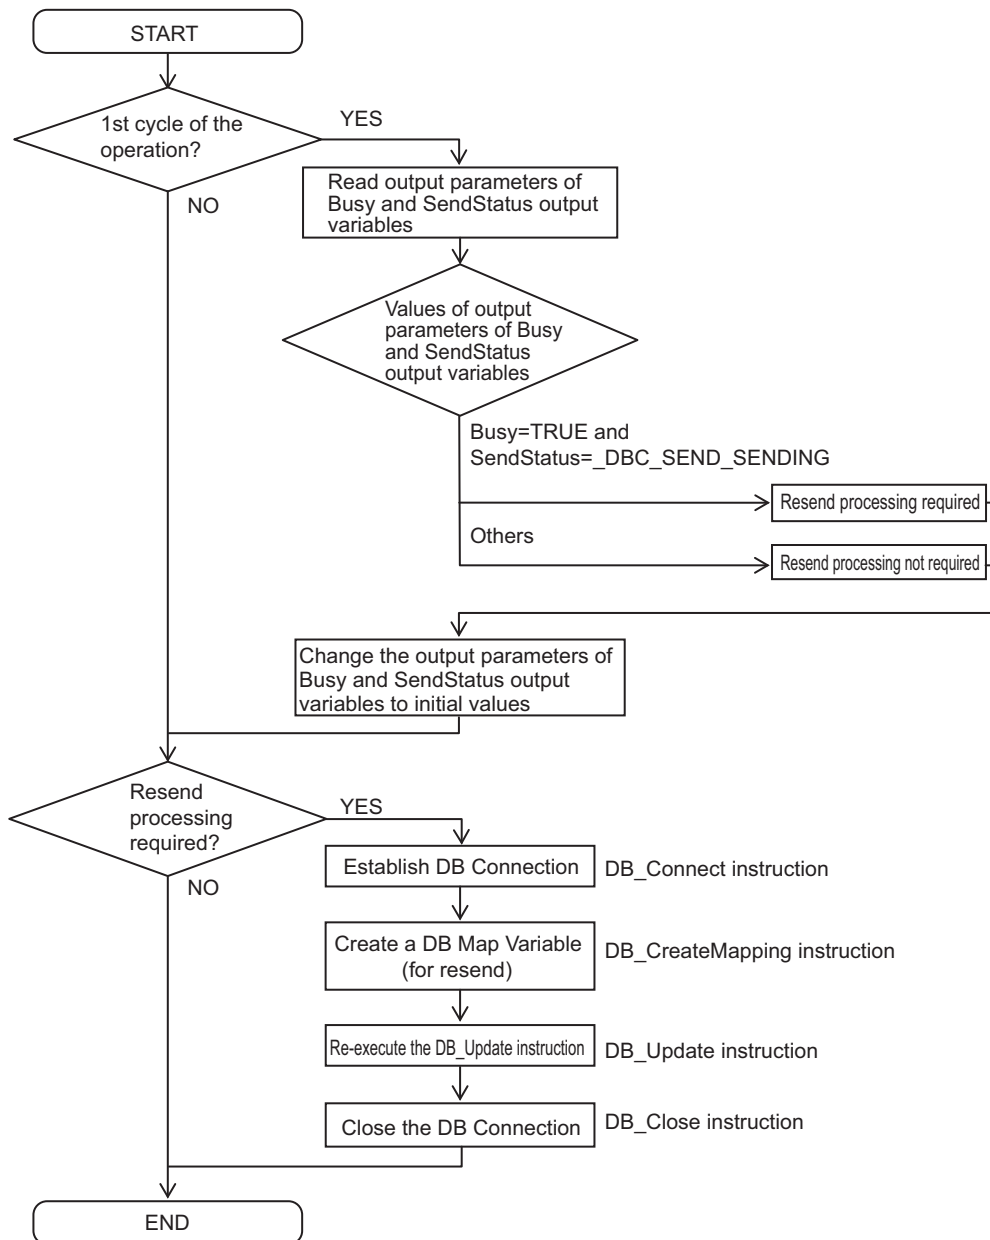 START
1st cycle of the
operation?
YES
NO
Read output parameters of
Busy and SendStatus output
variables
Values of output
parameters of Busy
and SendStatus
output variables
Busy=TRUE and
SendStatus=_DBC_SEND_SENDING
Resend processing required
Others
Resend processing not required
Change the output parameters of
Busy and SendStatus output
variables to initial values
Resend
processing
required?
YES
NO
Establish DB Connection
DB_Connect instruction
Create a DB Map Variable
(for resend)
DB_CreateMapping instruction
Re-execute the DB_Update instruction
DB_Update instruction
Close the DB Connection
DB_Close instruction
END